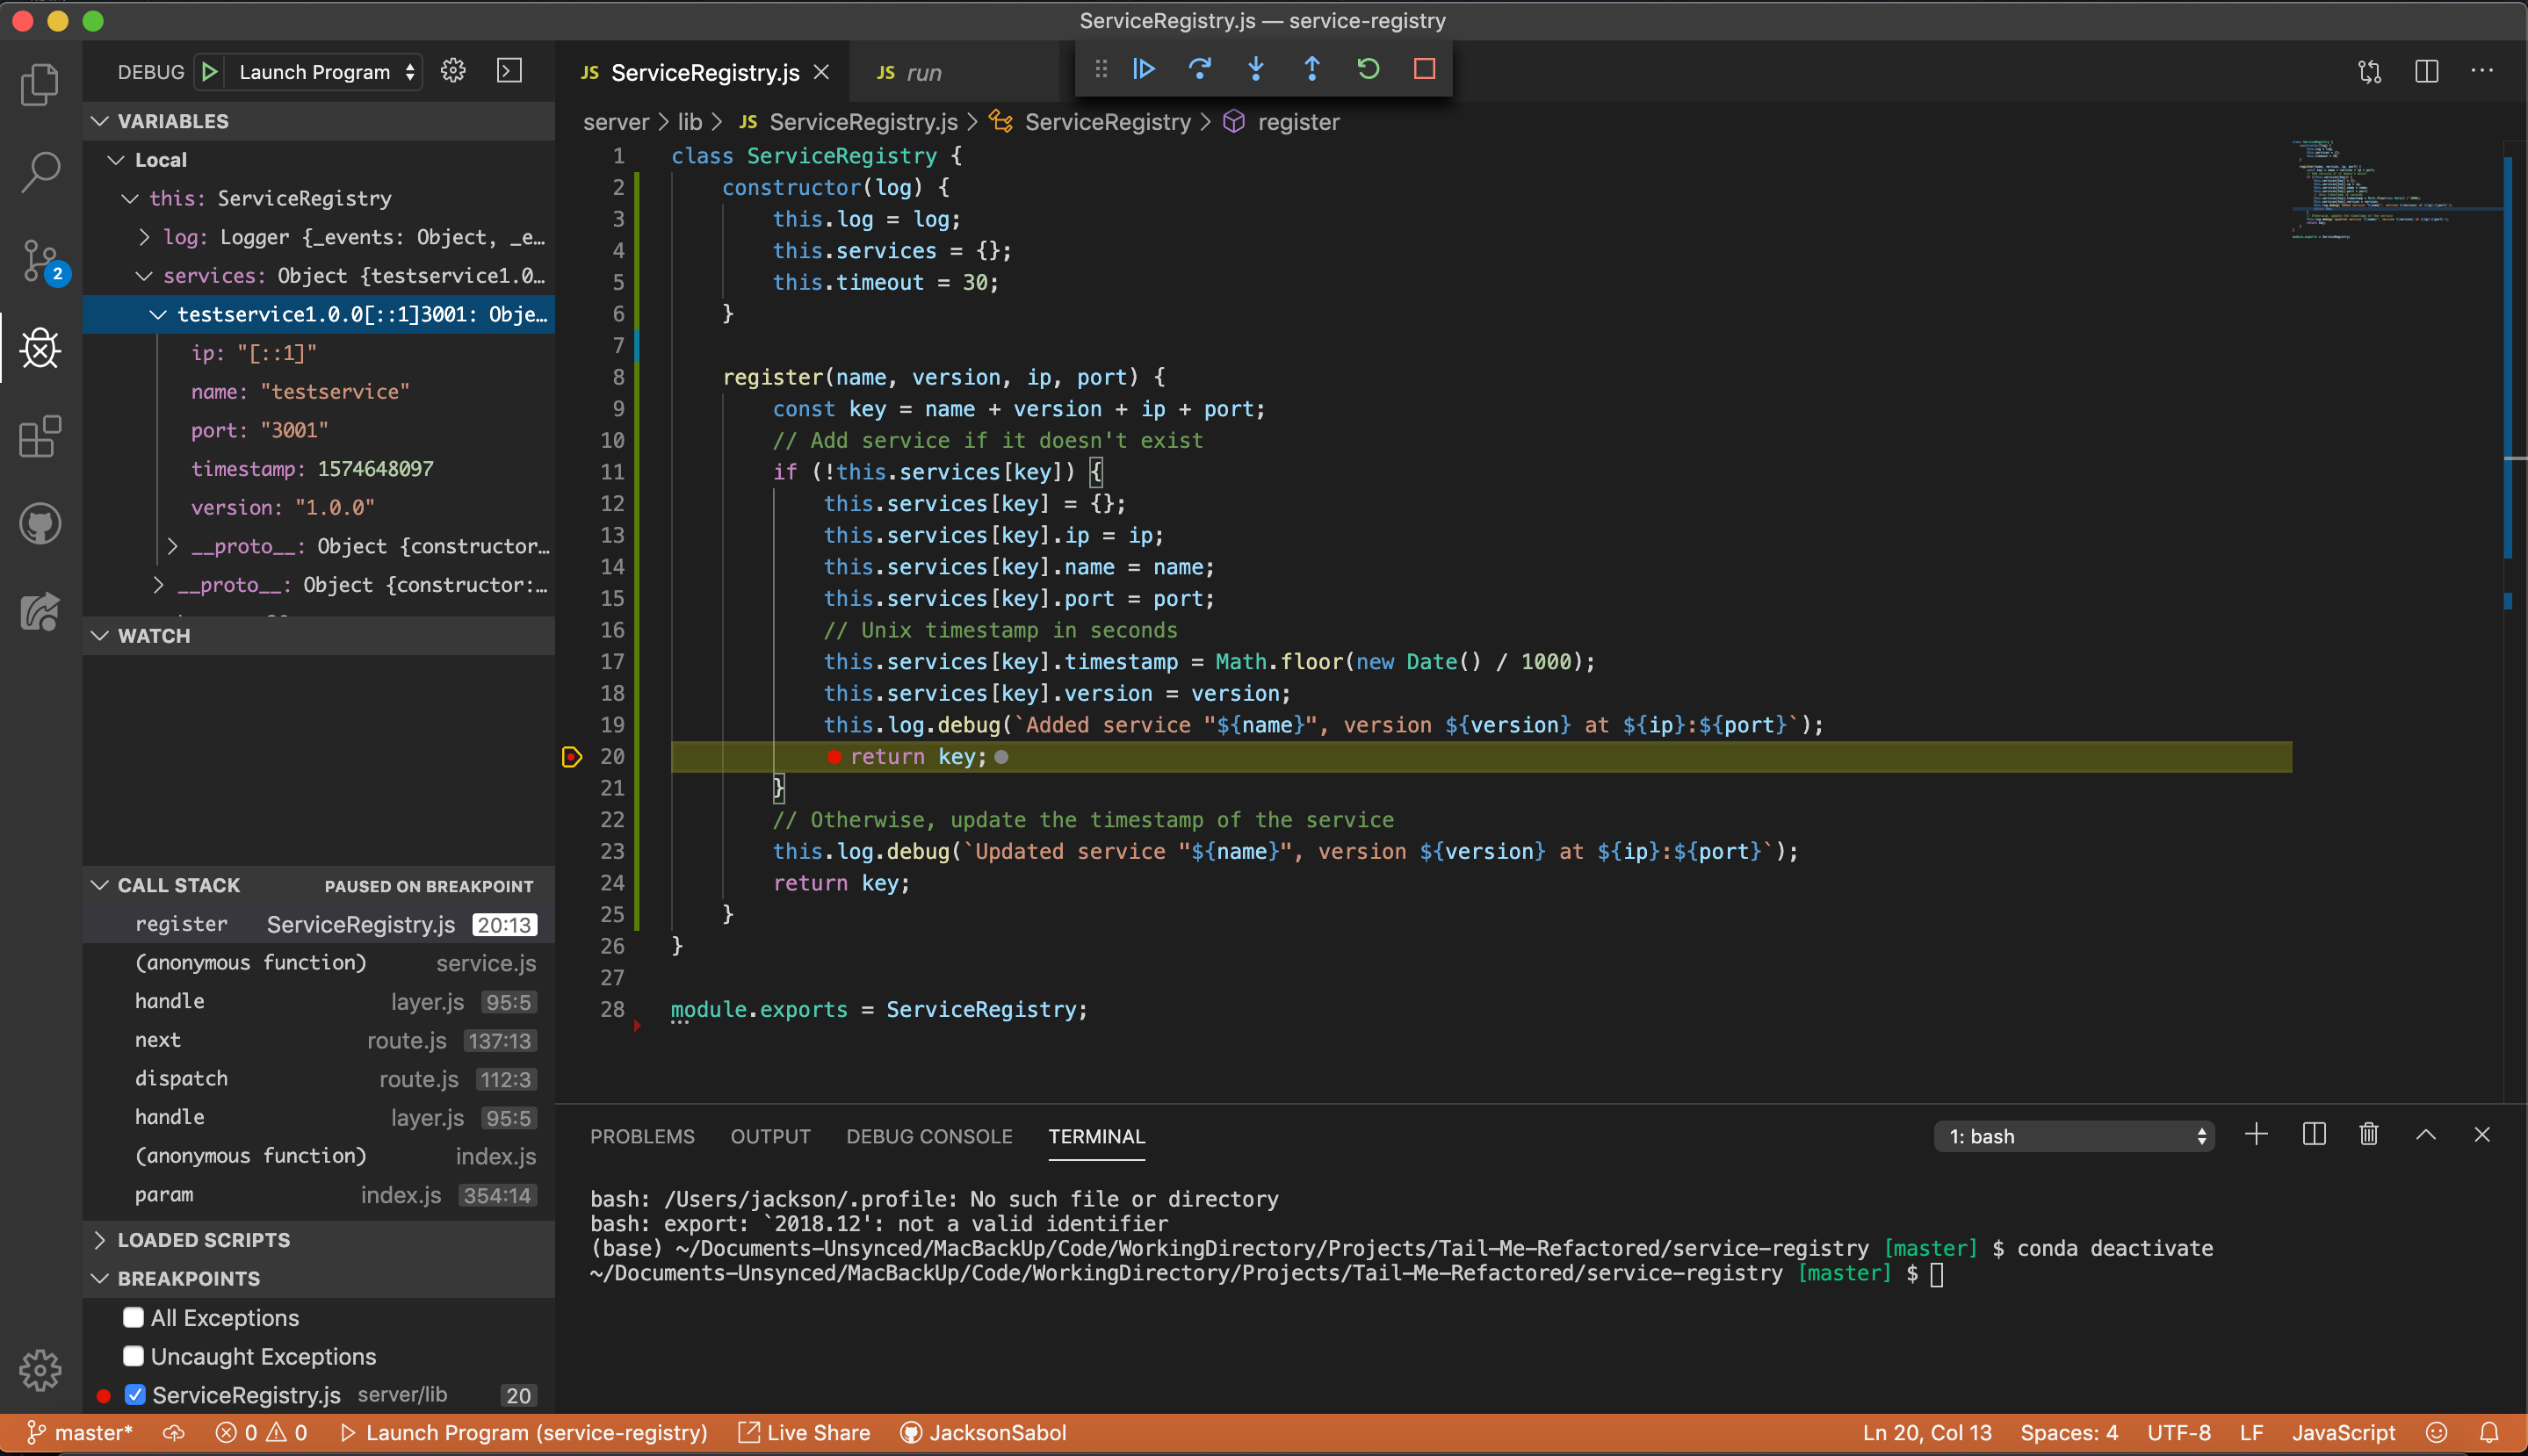 ServiceRegistry.js — service-registry
DEBUG Launch Program
JS ServiceRegistry.js
JS run
server > lib > JS ServiceRegistry.js > ServiceRegistry > register
VARIABLES
Local
this: ServiceRegistry
log: Logger {_events: Object, _e…
services: Object {testservice1.0…
testservice1.0.0[::1]3001: Obje…
ip: "[::1]"
name: "testservice"
port: "3001"
timestamp: 1574648097
version: "1.0.0"
__proto__: Object {constructor…
__proto__: Object {constructor:…
WATCH
CALL STACK PAUSED ON BREAKPOINT
register ServiceRegistry.js 20:13
(anonymous function) service.js
handle layer.js 95:5
next route.js 137:13
dispatch route.js 112:3
handle layer.js 95:5
(anonymous function) index.js
param index.js 354:14
LOADED SCRIPTS
BREAKPOINTS
All Exceptions
Uncaught Exceptions
ServiceRegistry.js server/lib 20
2
1 class ServiceRegistry {
2 constructor(log) {
3 this.log = log;
4 this.services = {};
5 this.timeout = 30;
6 }
7
8 register(name, version, ip, port) {
9 const key = name + version + ip + port;
10 // Add service if it doesn't exist
11 if (!this.services[key]) {
12 this.services[key] = {};
13 this.services[key].ip = ip;
14 this.services[key].name = name;
15 this.services[key].port = port;
16 // Unix timestamp in seconds
17 this.services[key].timestamp = Math.floor(new Date() / 1000);
18 this.services[key].version = version;
19 this.log.debug(`Added service "${name}", version ${version} at ${ip}:${port}`);
20 return key;
21 }
22 // Otherwise, update the timestamp of the service
23 this.log.debug(`Updated service "${name}", version ${version} at ${ip}:${port}`);
24 return key;
25 }
26 }
27
28 module.exports = ServiceRegistry;
PROBLEMS OUTPUT DEBUG CONSOLE TERMINAL 1: bash
bash: /Users/jackson/.profile: No such file or directory
bash: export: `2018.12': not a valid identifier
(base) ~/Documents-Unsynced/MacBackUp/Code/WorkingDirectory/Projects/Tail-Me-Refactored/service-registry [master] $ conda deactivate
~/Documents-Unsynced/MacBackUp/Code/WorkingDirectory/Projects/Tail-Me-Refactored/service-registry [master] $
master* 0 0 Launch Program (service-registry) Live Share JacksonSabol Ln 20, Col 13 Spaces: 4 UTF-8 LF JavaScript